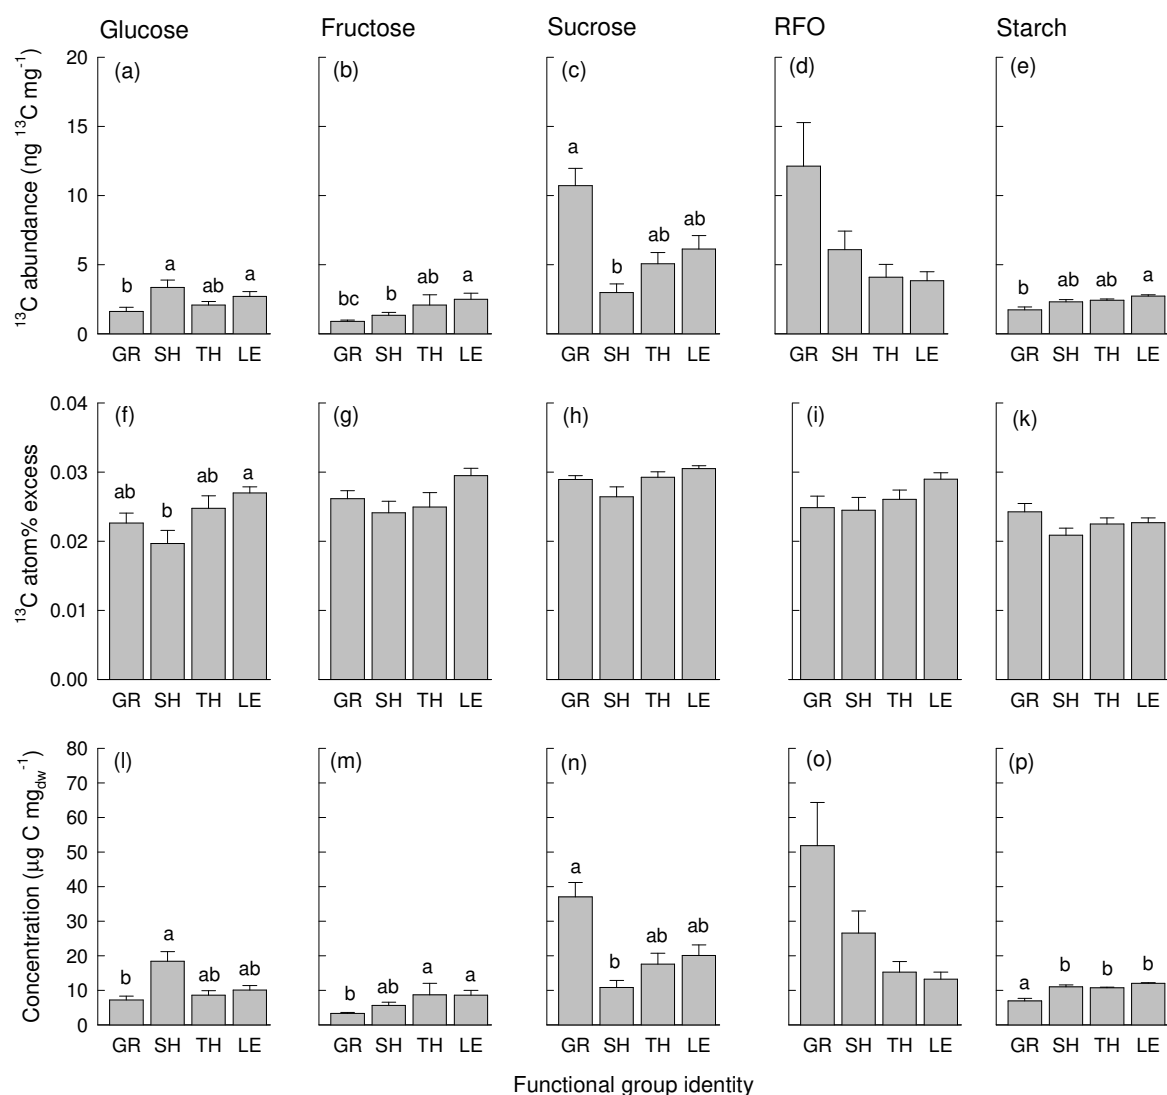 Glucose Fructose Sucrose RFO Starch
¹³C abundance (ng ¹³C mg⁻¹)
20
15
10
5
0
(a) (b) (c) (d) (e)
b a ab a
bc b ab a
a b ab ab
b ab ab a
GR SH TH LE GR SH TH LE GR SH TH LE GR SH TH LE GR SH TH LE
¹³C atom% excess
0.04
0.03
0.02
0.01
0.00
(f) (g) (h) (i) (k)
ab b ab a
GR SH TH LE GR SH TH LE GR SH TH LE GR SH TH LE GR SH TH LE
Concentration (µg C mg_dw⁻¹)
80
70
60
50
40
30
20
10
0
(l) (m) (n) (o) (p)
b a ab ab
b ab a a
a b ab ab
a b b b
GR SH TH LE GR SH TH LE GR SH TH LE GR SH TH LE GR SH TH LE
Functional group identity